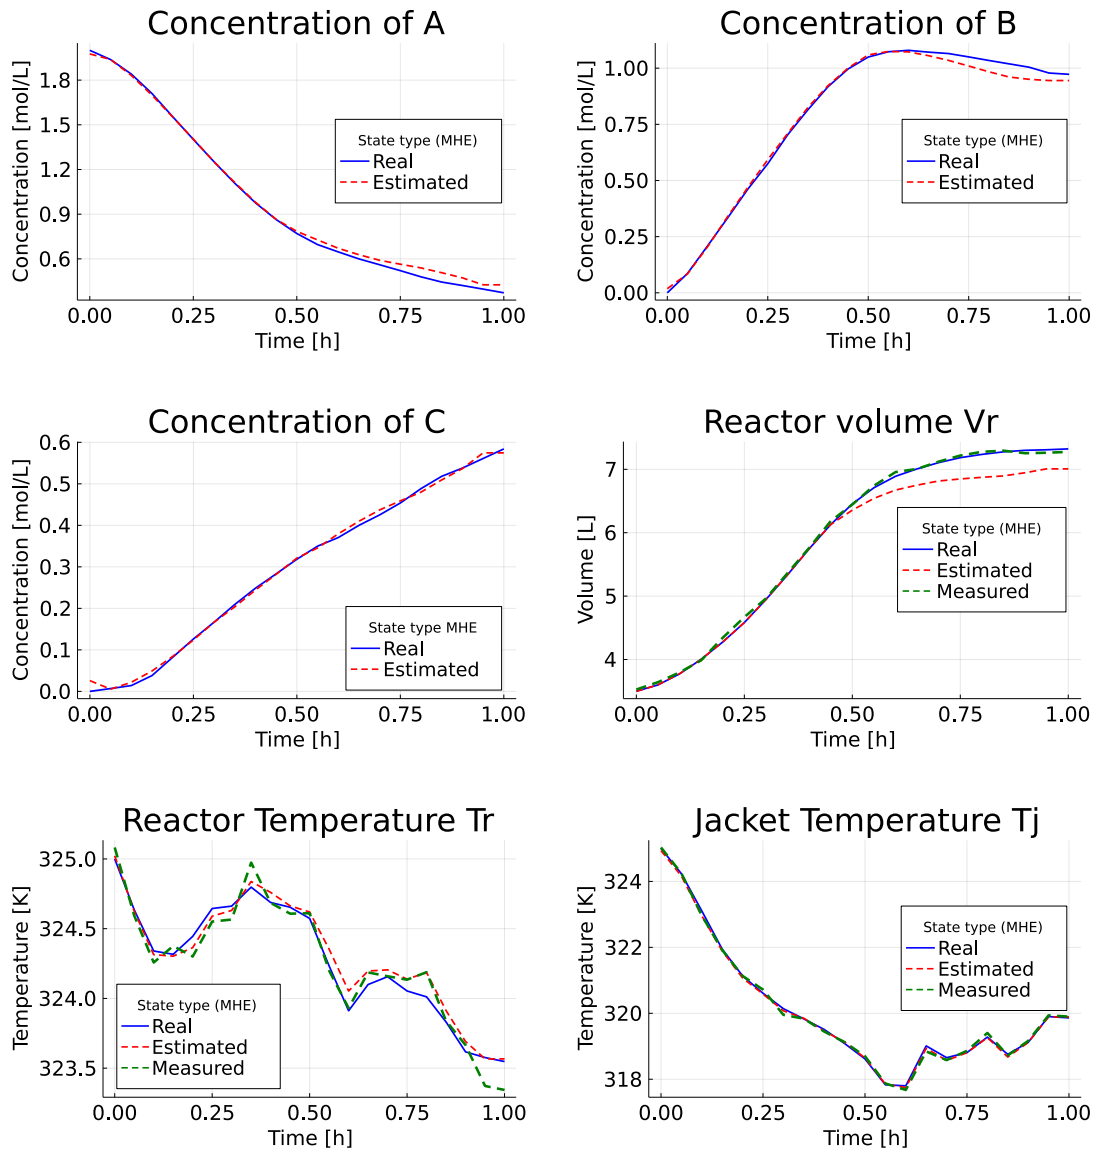 Concentration of A
Concentration [mol/L]
1.8
1.5
1.2
0.9
0.6
State type (MHE)
Real
Estimated
0.00
0.25
0.50
0.75
1.00
Time [h]
Concentration of B
Concentration [mol/L]
1.00
0.75
0.50
0.25
0.00
State type (MHE)
Real
Estimated
0.00
0.25
0.50
0.75
1.00
Time [h]
Concentration of C
Concentration [mol/L]
0.6
0.5
0.4
0.3
0.2
0.1
0.0
State type MHE
Real
Estimated
0.00
0.25
0.50
0.75
1.00
Time [h]
Reactor volume Vr
Volume [L]
7
6
5
4
State type (MHE)
Real
Estimated
Measured
0.00
0.25
0.50
0.75
1.00
Time [h]
Reactor Temperature Tr
Temperature [K]
325.0
324.5
324.0
323.5
State type (MHE)
Real
Estimated
Measured
0.00
0.25
0.50
0.75
1.00
Time [h]
Jacket Temperature Tj
Temperature [K]
324
322
320
318
State type (MHE)
Real
Estimated
Measured
0.00
0.25
0.50
0.75
1.00
Time [h]